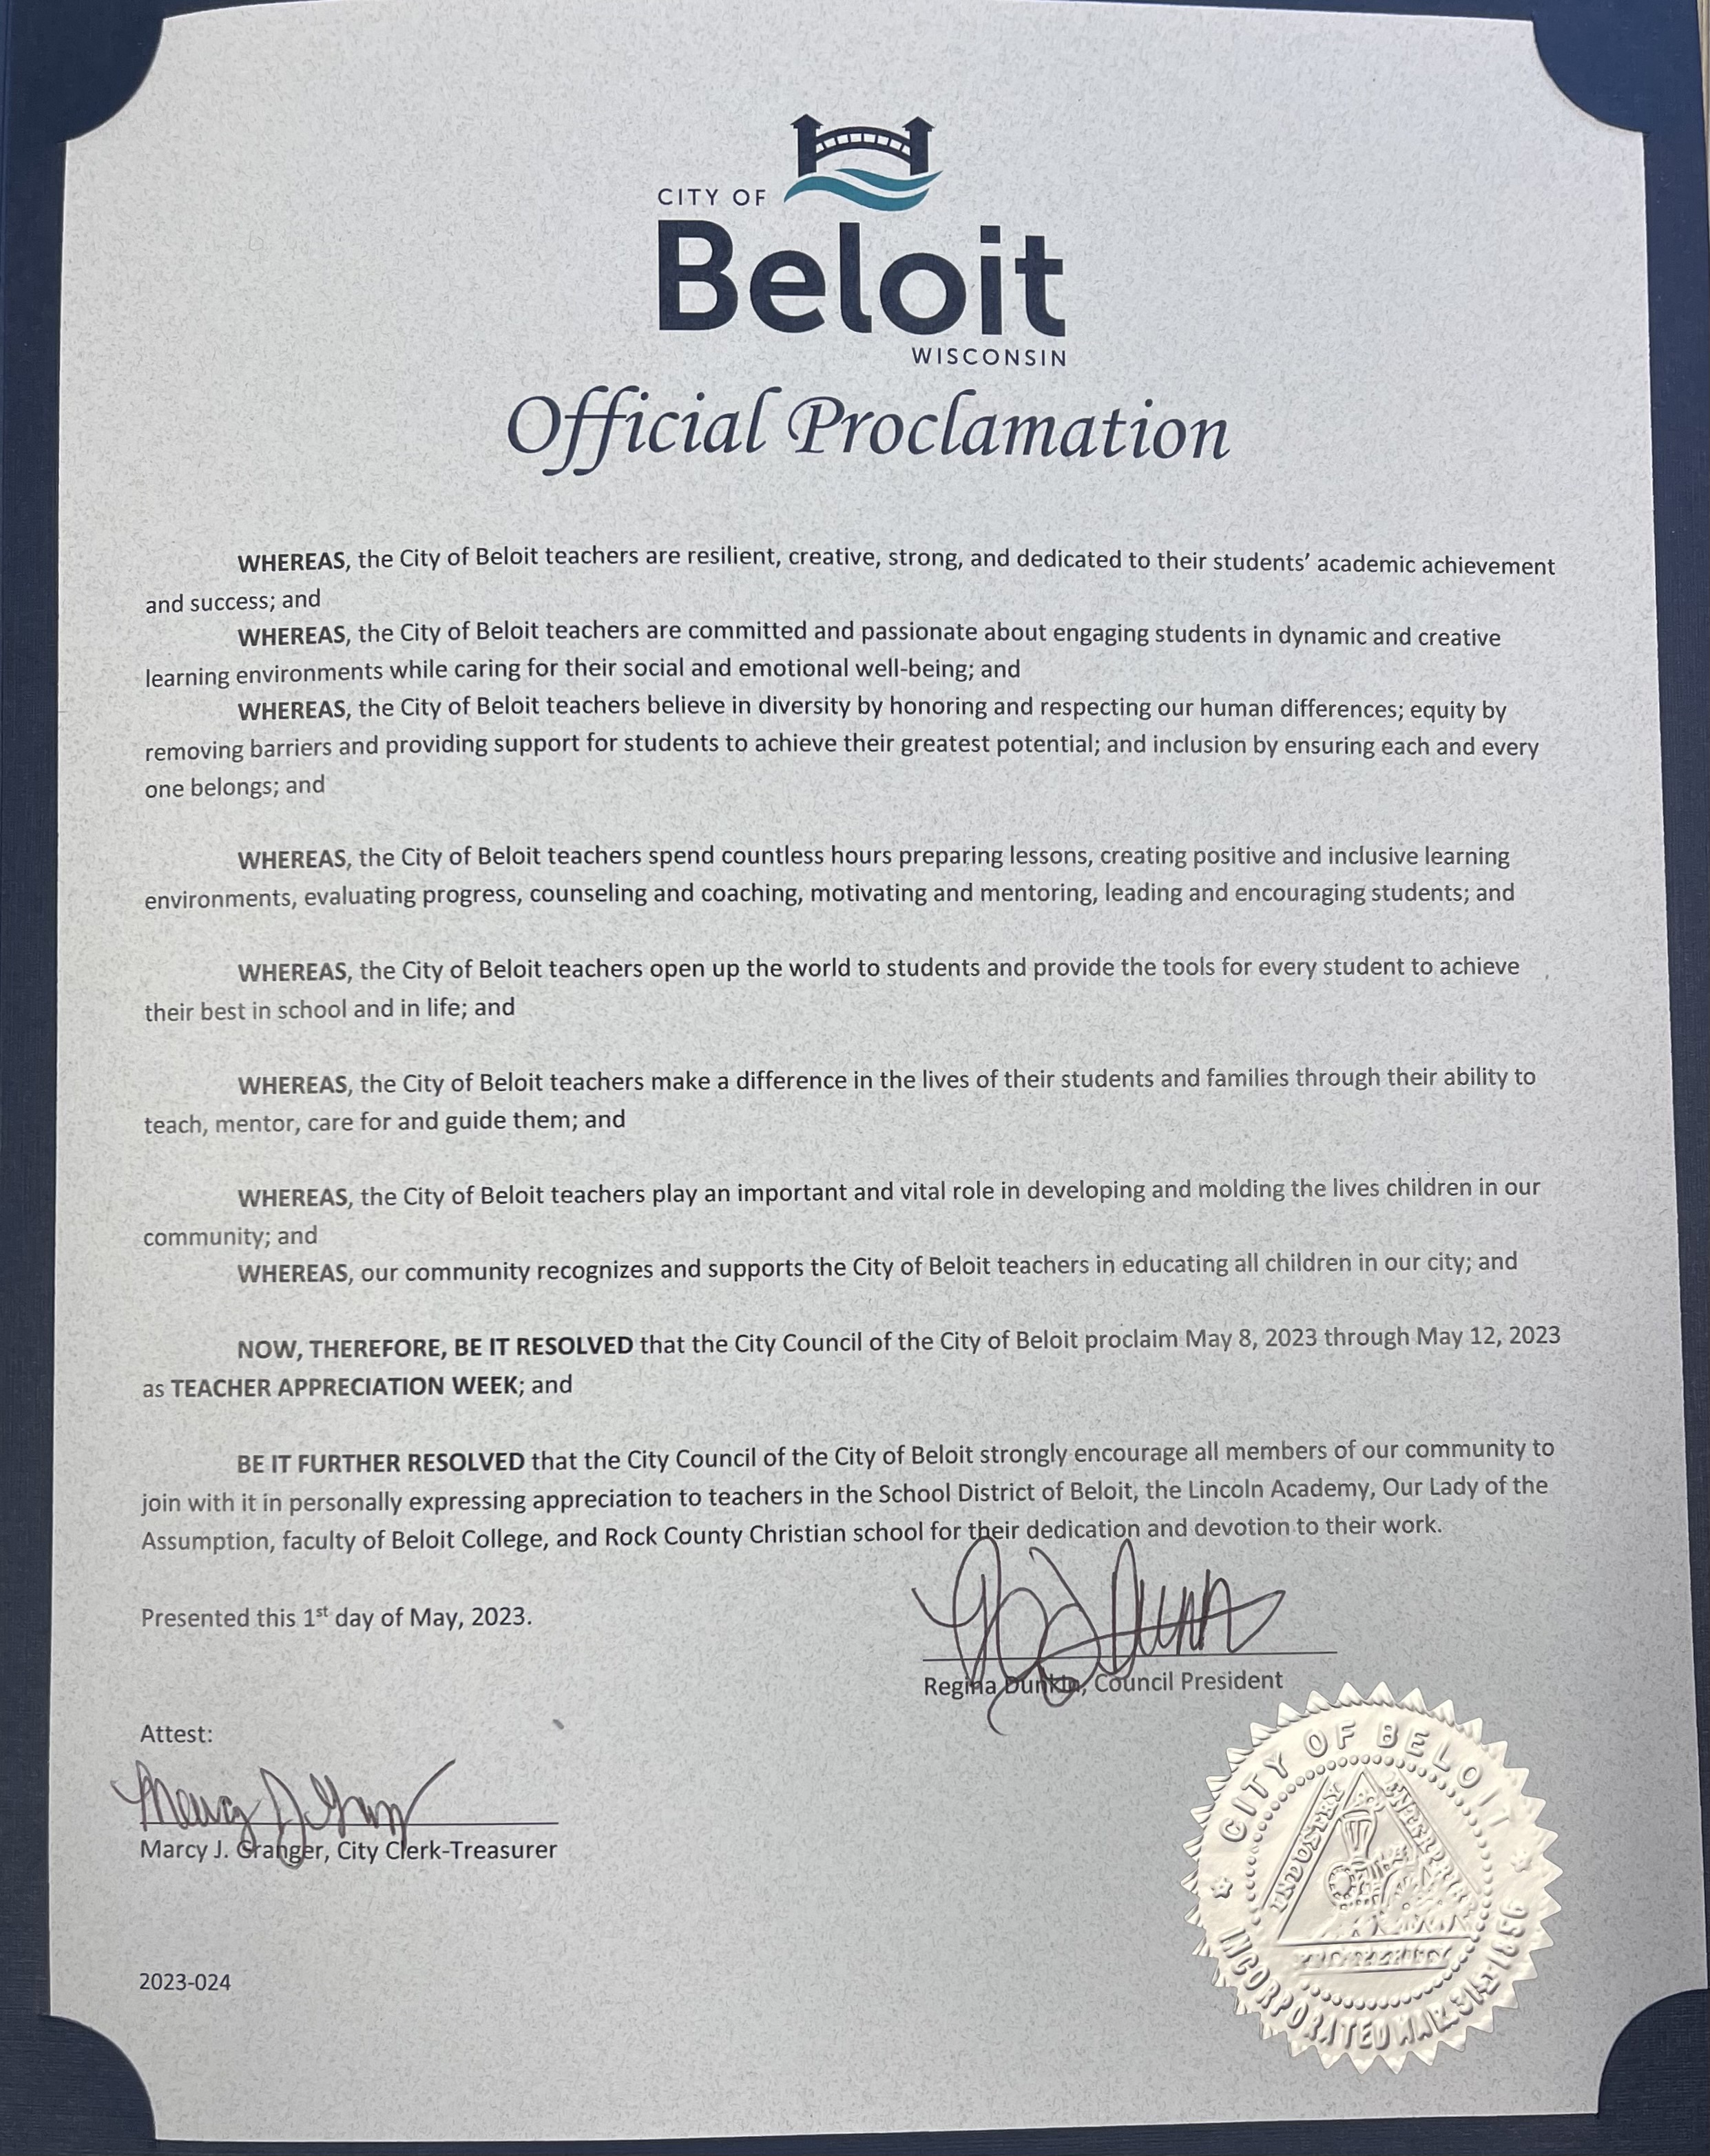 CITY OF
Beloit
WISCONSIN
Official Proclamation
WHEREAS, the City of Beloit teachers are resilient, creative, strong, and dedicated to their students’ academic achievement
and success; and
WHEREAS, the City of Beloit teachers are committed and passionate about engaging students in dynamic and creative
learning environments while caring for their social and emotional well-being; and
WHEREAS, the City of Beloit teachers believe in diversity by honoring and respecting our human differences; equity by
removing barriers and providing support for students to achieve their greatest potential; and inclusion by ensuring each and every
one belongs; and
WHEREAS, the City of Beloit teachers spend countless hours preparing lessons, creating positive and inclusive learning
environments, evaluating progress, counseling and coaching, motivating and mentoring, leading and encouraging students; and
WHEREAS, the City of Beloit teachers open up the world to students and provide the tools for every student to achieve
their best in school and in life; and
WHEREAS, the City of Beloit teachers make a difference in the lives of their students and families through their ability to
teach, mentor, care for and guide them; and
WHEREAS, the City of Beloit teachers play an important and vital role in developing and molding the lives children in our
community; and
WHEREAS, our community recognizes and supports the City of Beloit teachers in educating all children in our city; and
NOW, THEREFORE, BE IT RESOLVED that the City Council of the City of Beloit proclaim May 8, 2023 through May 12, 2023
as TEACHER APPRECIATION WEEK; and
BE IT FURTHER RESOLVED that the City Council of the City of Beloit strongly encourage all members of our community to
join with it in personally expressing appreciation to teachers in the School District of Beloit, the Lincoln Academy, Our Lady of the
Assumption, faculty of Beloit College, and Rock County Christian school for their dedication and devotion to their work.
Presented this 1st day of May, 2023.
Regina Dunkin, Council President
Attest:
Marcy J. Granger, City Clerk-Treasurer
CITY OF BELOIT
INDUSTRY
ENTERPRISE
PROSPERITY
INCORPORATED MAR. 31ST 1856
2023-024